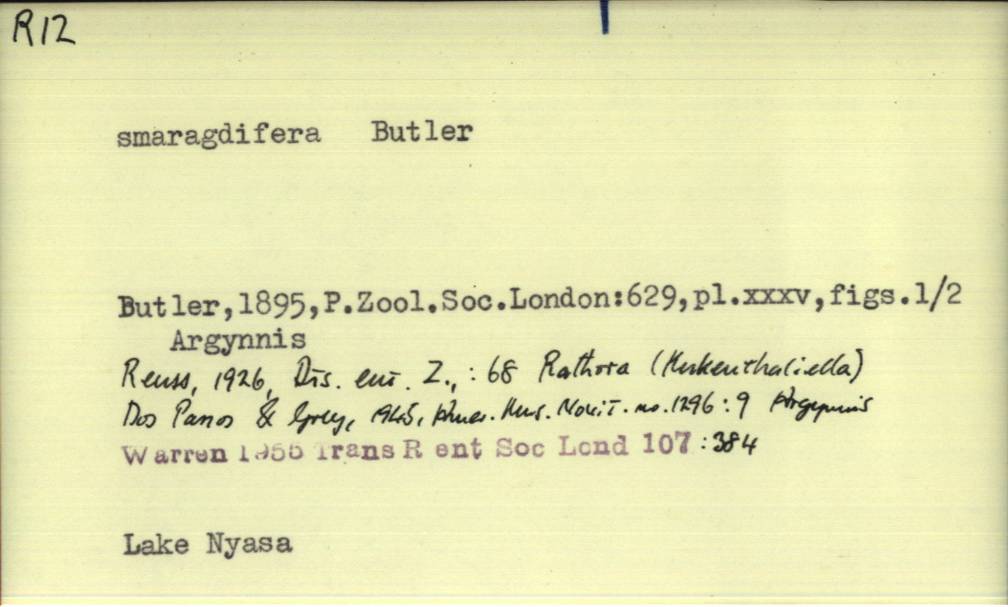 R12
smaragdifera Butler
Butler,1895,P.Zool.Soc.London:629,pl.xxxv,figs.1/2
Argynnis
Reuss, 1926, Dts. ent. Z., : 68 Rathora (Kukenthaliella)
Dos Passos & Grey, 1945, Amer. Mus. Novit. no. 1296 : 9 Argynnis
Warren 1955 Trans R ent Soc Lond 107 : 384
Lake Nyasa